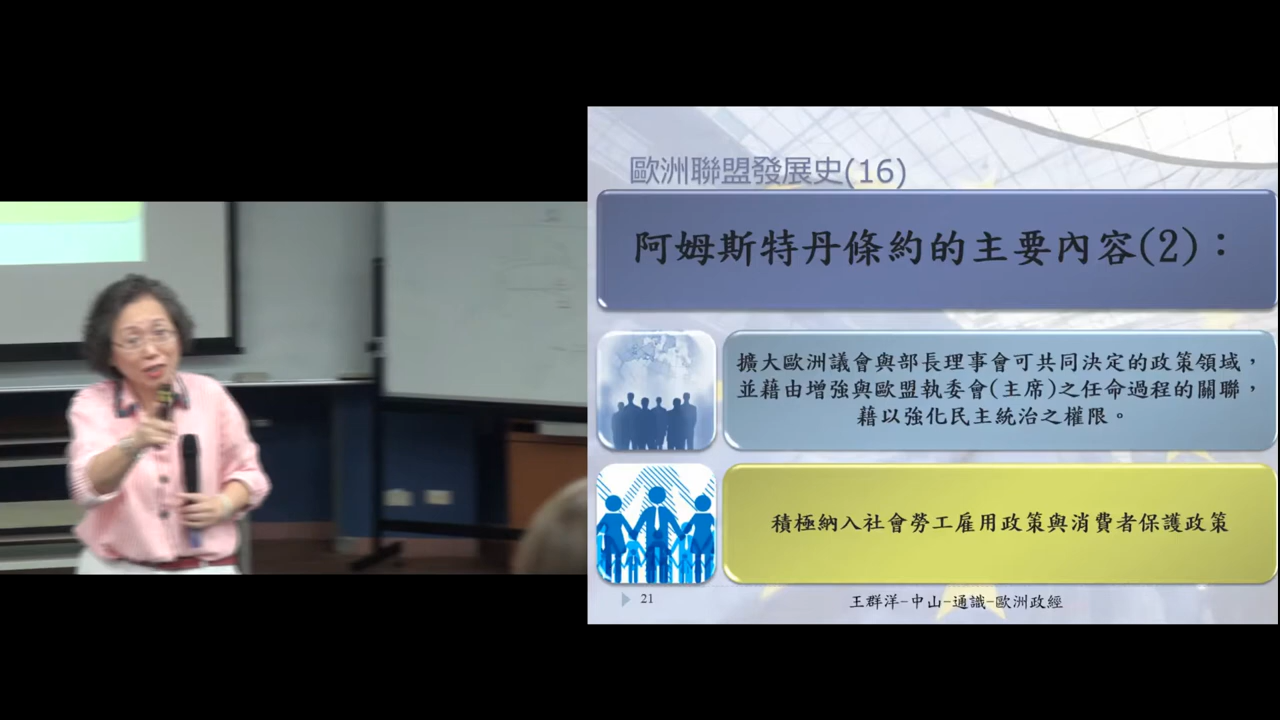 歐洲聯盟發展史(16)
阿姆斯特丹條約的主要內容(2)：
擴大歐洲議會與部長理事會可共同決定的政策領域，
並藉由增強與歐盟執委會(主席)之任命過程的關聯，
藉以強化民主統治之權限。
積極納入社會勞工雇用政策與消費者保護政策
21
王群洋-中山-通識-歐洲政經